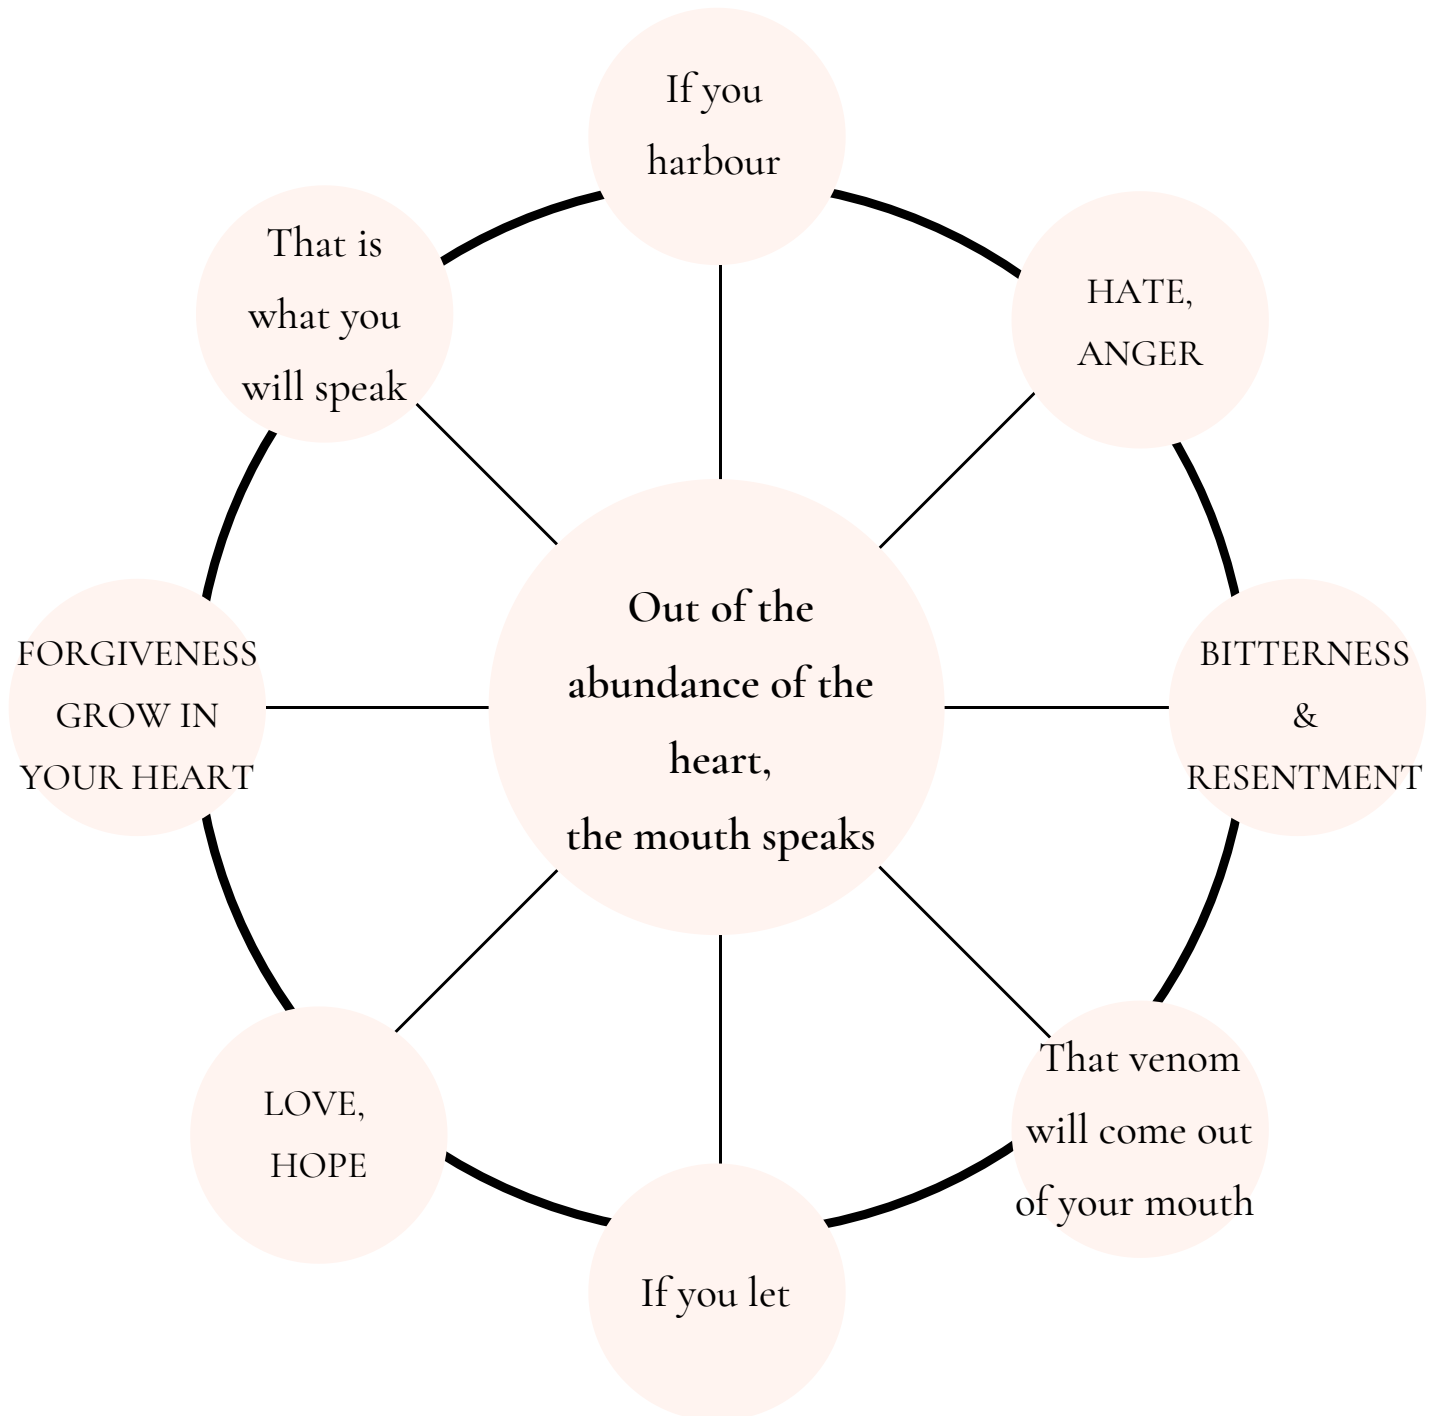 If you
harbour
HATE,
ANGER
BITTERNESS
&
RESENTMENT
That venom
will come out
of your mouth
If you let
LOVE,
HOPE
FORGIVENESS
GROW IN
YOUR HEART
That is
what you
will speak
Out of the
abundance of the
heart,
the mouth speaks